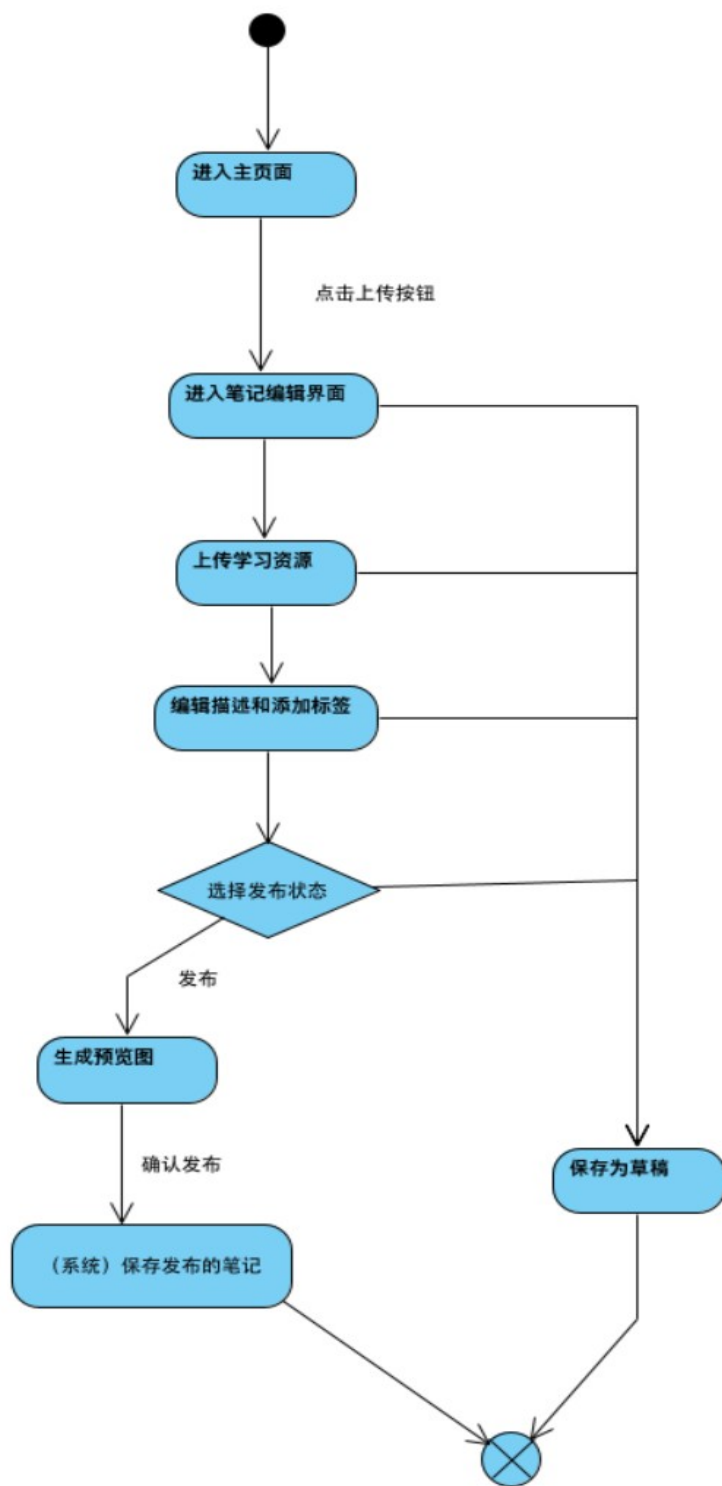 进入主页面
点击上传按钮
进入笔记编辑界面
上传学习资源
编辑描述和添加标签
选择发布状态
发布
生成预览图
确认发布
保存为草稿
（系统）保存发布的笔记